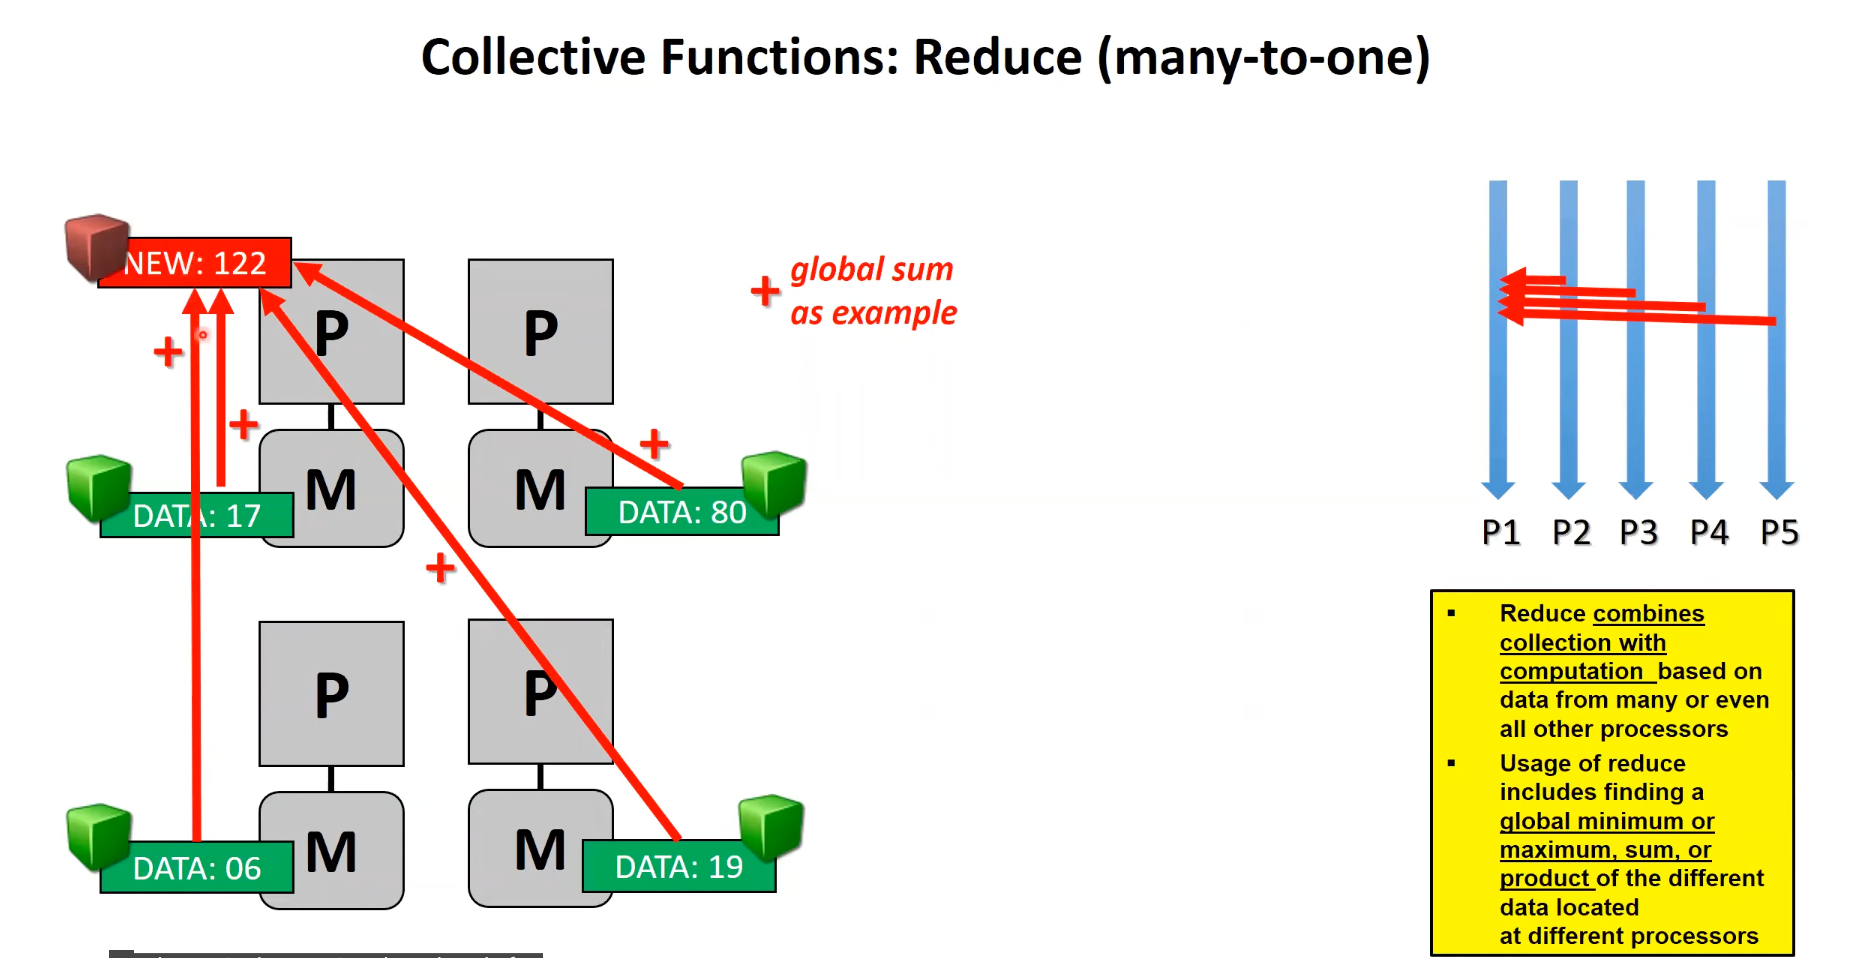 Collective Functions: Reduce (many-to-one)
NEW: 122
+ global sum
as example
P
P
+
+
+
M
M
DATA: 17
DATA: 80
+
P1 P2 P3 P4 P5
P
P
M
M
DATA: 06
DATA: 19
▪ Reduce combines
collection with
computation based on
data from many or even
all other processors
▪ Usage of reduce
includes finding a
global minimum or
maximum, sum, or
product of the different
data located
at different processors